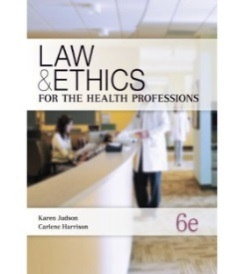 LAW
&ETHICS
FOR THE HEALTH PROFESSIONS
Karen Judson
Carlene Harrison
6e